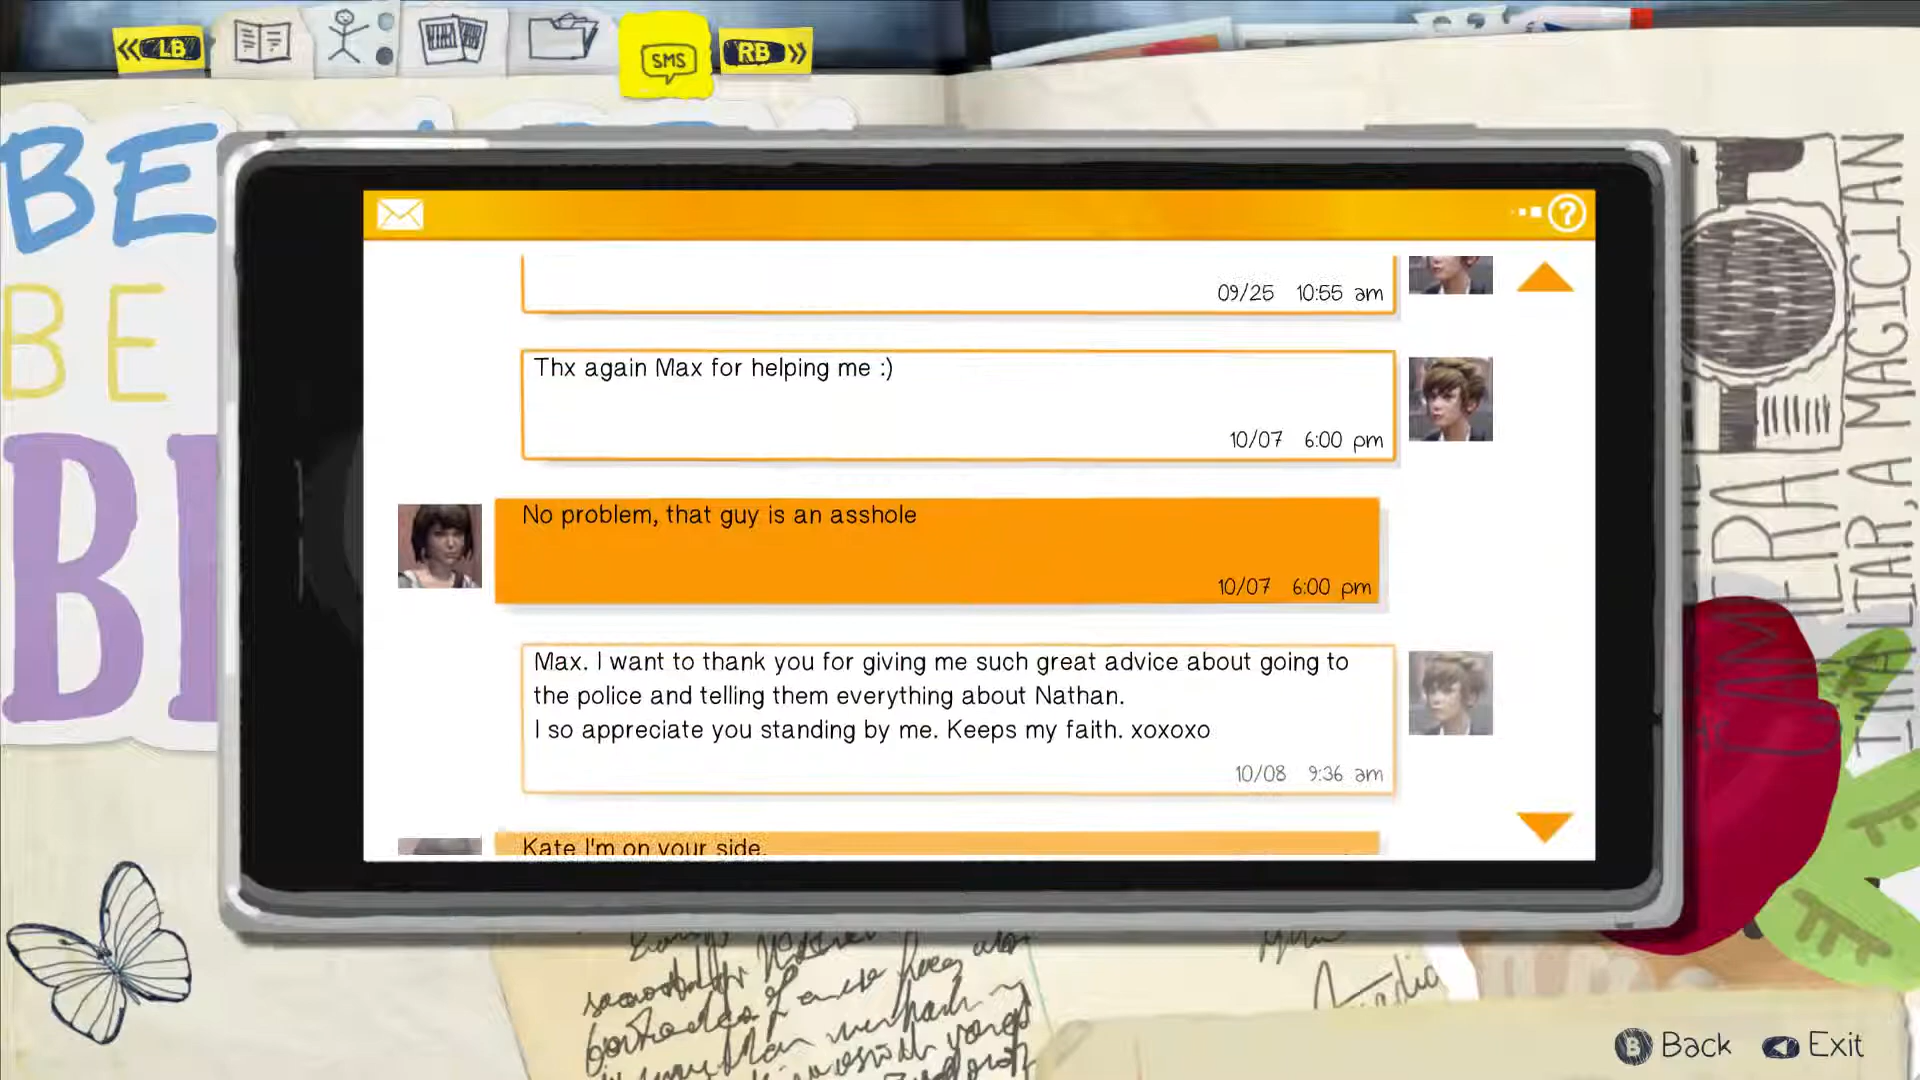 LB
SMS
RB
BE
BE
09/25 10:55 am
Thx again Max for helping me :)
10/07 6:00 pm
No problem, that guy is an asshole
10/07 6:00 pm
Max. I want to thank you for giving me such great advice about going to
the police and telling them everything about Nathan.
I so appreciate you standing by me. Keeps my faith. xoxoxo
10/08 9:36 am
Kate I'm on your side.
CAMERA
I'M A LIAR, A MAGICIAN
B Back
Exit